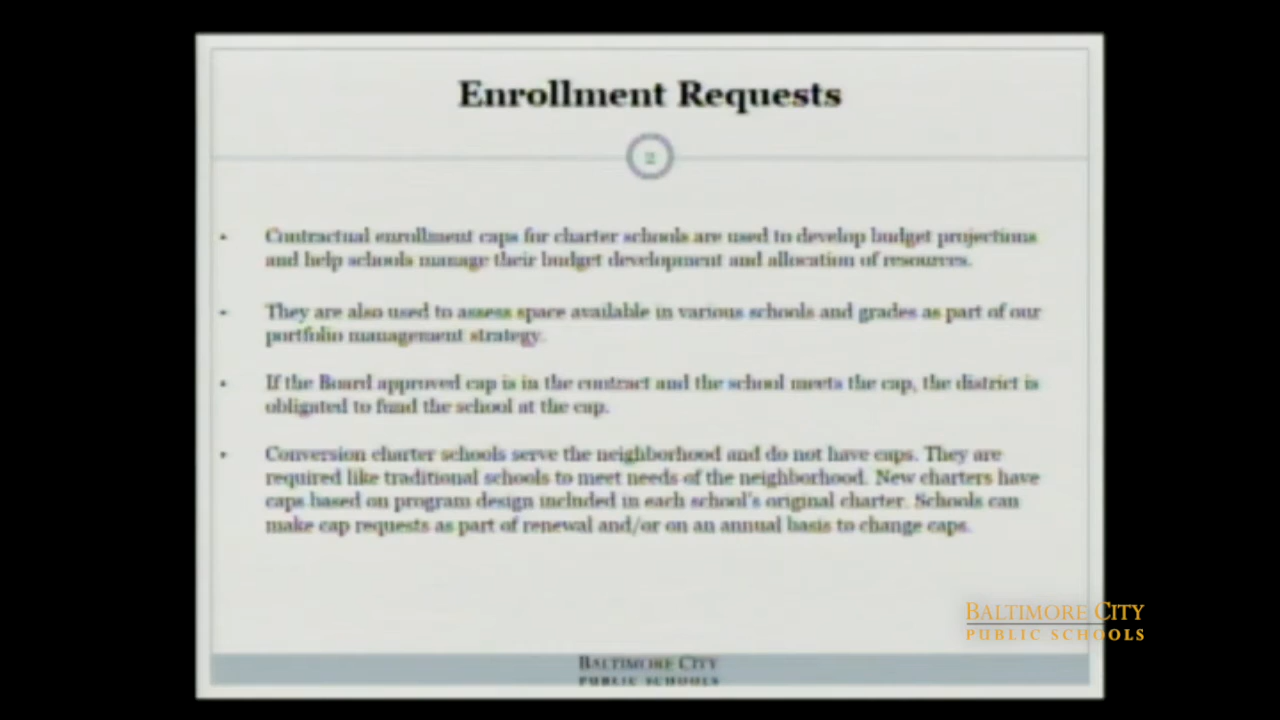 Enrollment Requests
2
• Contractual enrollment caps for charter schools are used to develop budget projections
and help schools manage their budget development and allocation of resources.
• They are also used to assess space available in various schools and grades as part of our
portfolio management strategy.
• If the Board approved cap is in the contract and the school meets the cap, the district is
obligated to fund the school at the cap.
• Conversion charter schools serve the neighborhood and do not have caps. They are
required like traditional schools to meet needs of the neighborhood. New charters have
caps based on program design included in each school's original charter. Schools can
make cap requests as part of renewal and/or on an annual basis to change caps.
BALTIMORE CITY
PUBLIC SCHOOLS
BALTIMORE CITY
PUBLIC SCHOOLS